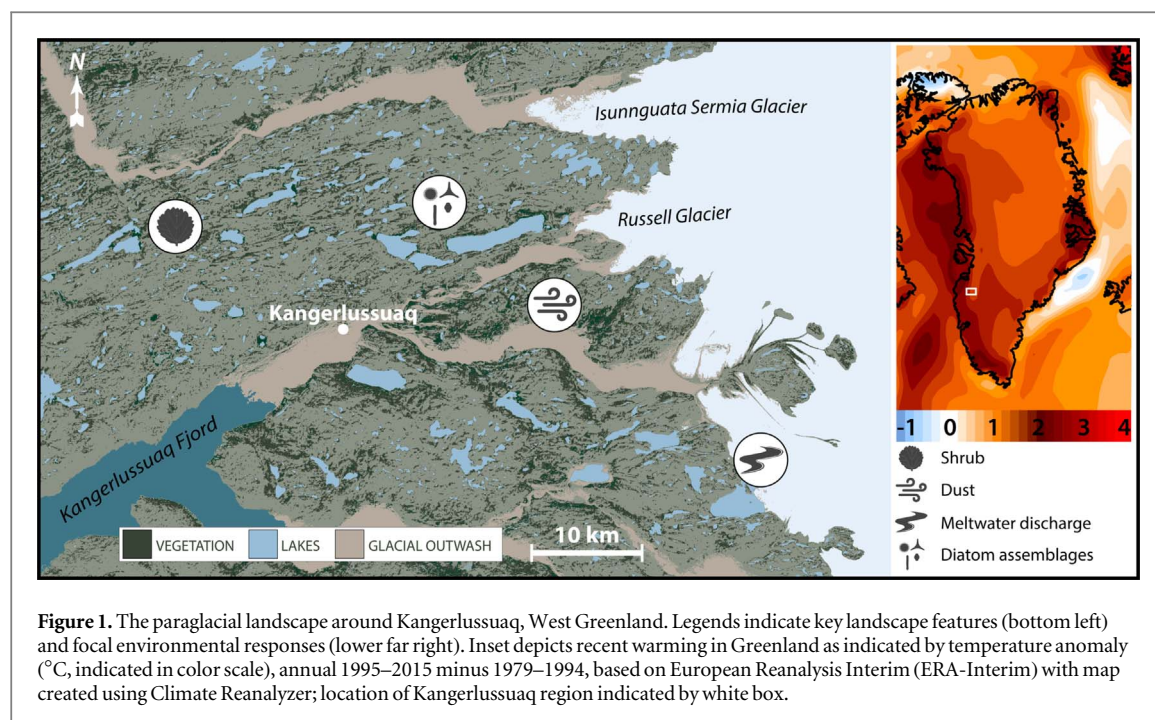 N
Isunnguata Sermia Glacier
Russell Glacier
Kangerlussuaq
Kangerlussuaq Fjord
VEGETATION
LAKES
GLACIAL OUTWASH
10 km
-1 0 1 2 3 4
Shrub
Dust
Meltwater discharge
Diatom assemblages
Figure 1. The paraglacial landscape around Kangerlussuaq, West Greenland. Legends indicate key landscape features (bottom left)
and focal environmental responses (lower far right). Inset depicts recent warming in Greenland as indicated by temperature anomaly
(°C, indicated in color scale), annual 1995–2015 minus 1979–1994, based on European Reanalysis Interim (ERA-Interim) with map
created using Climate Reanalyzer; location of Kangerlussuaq region indicated by white box.